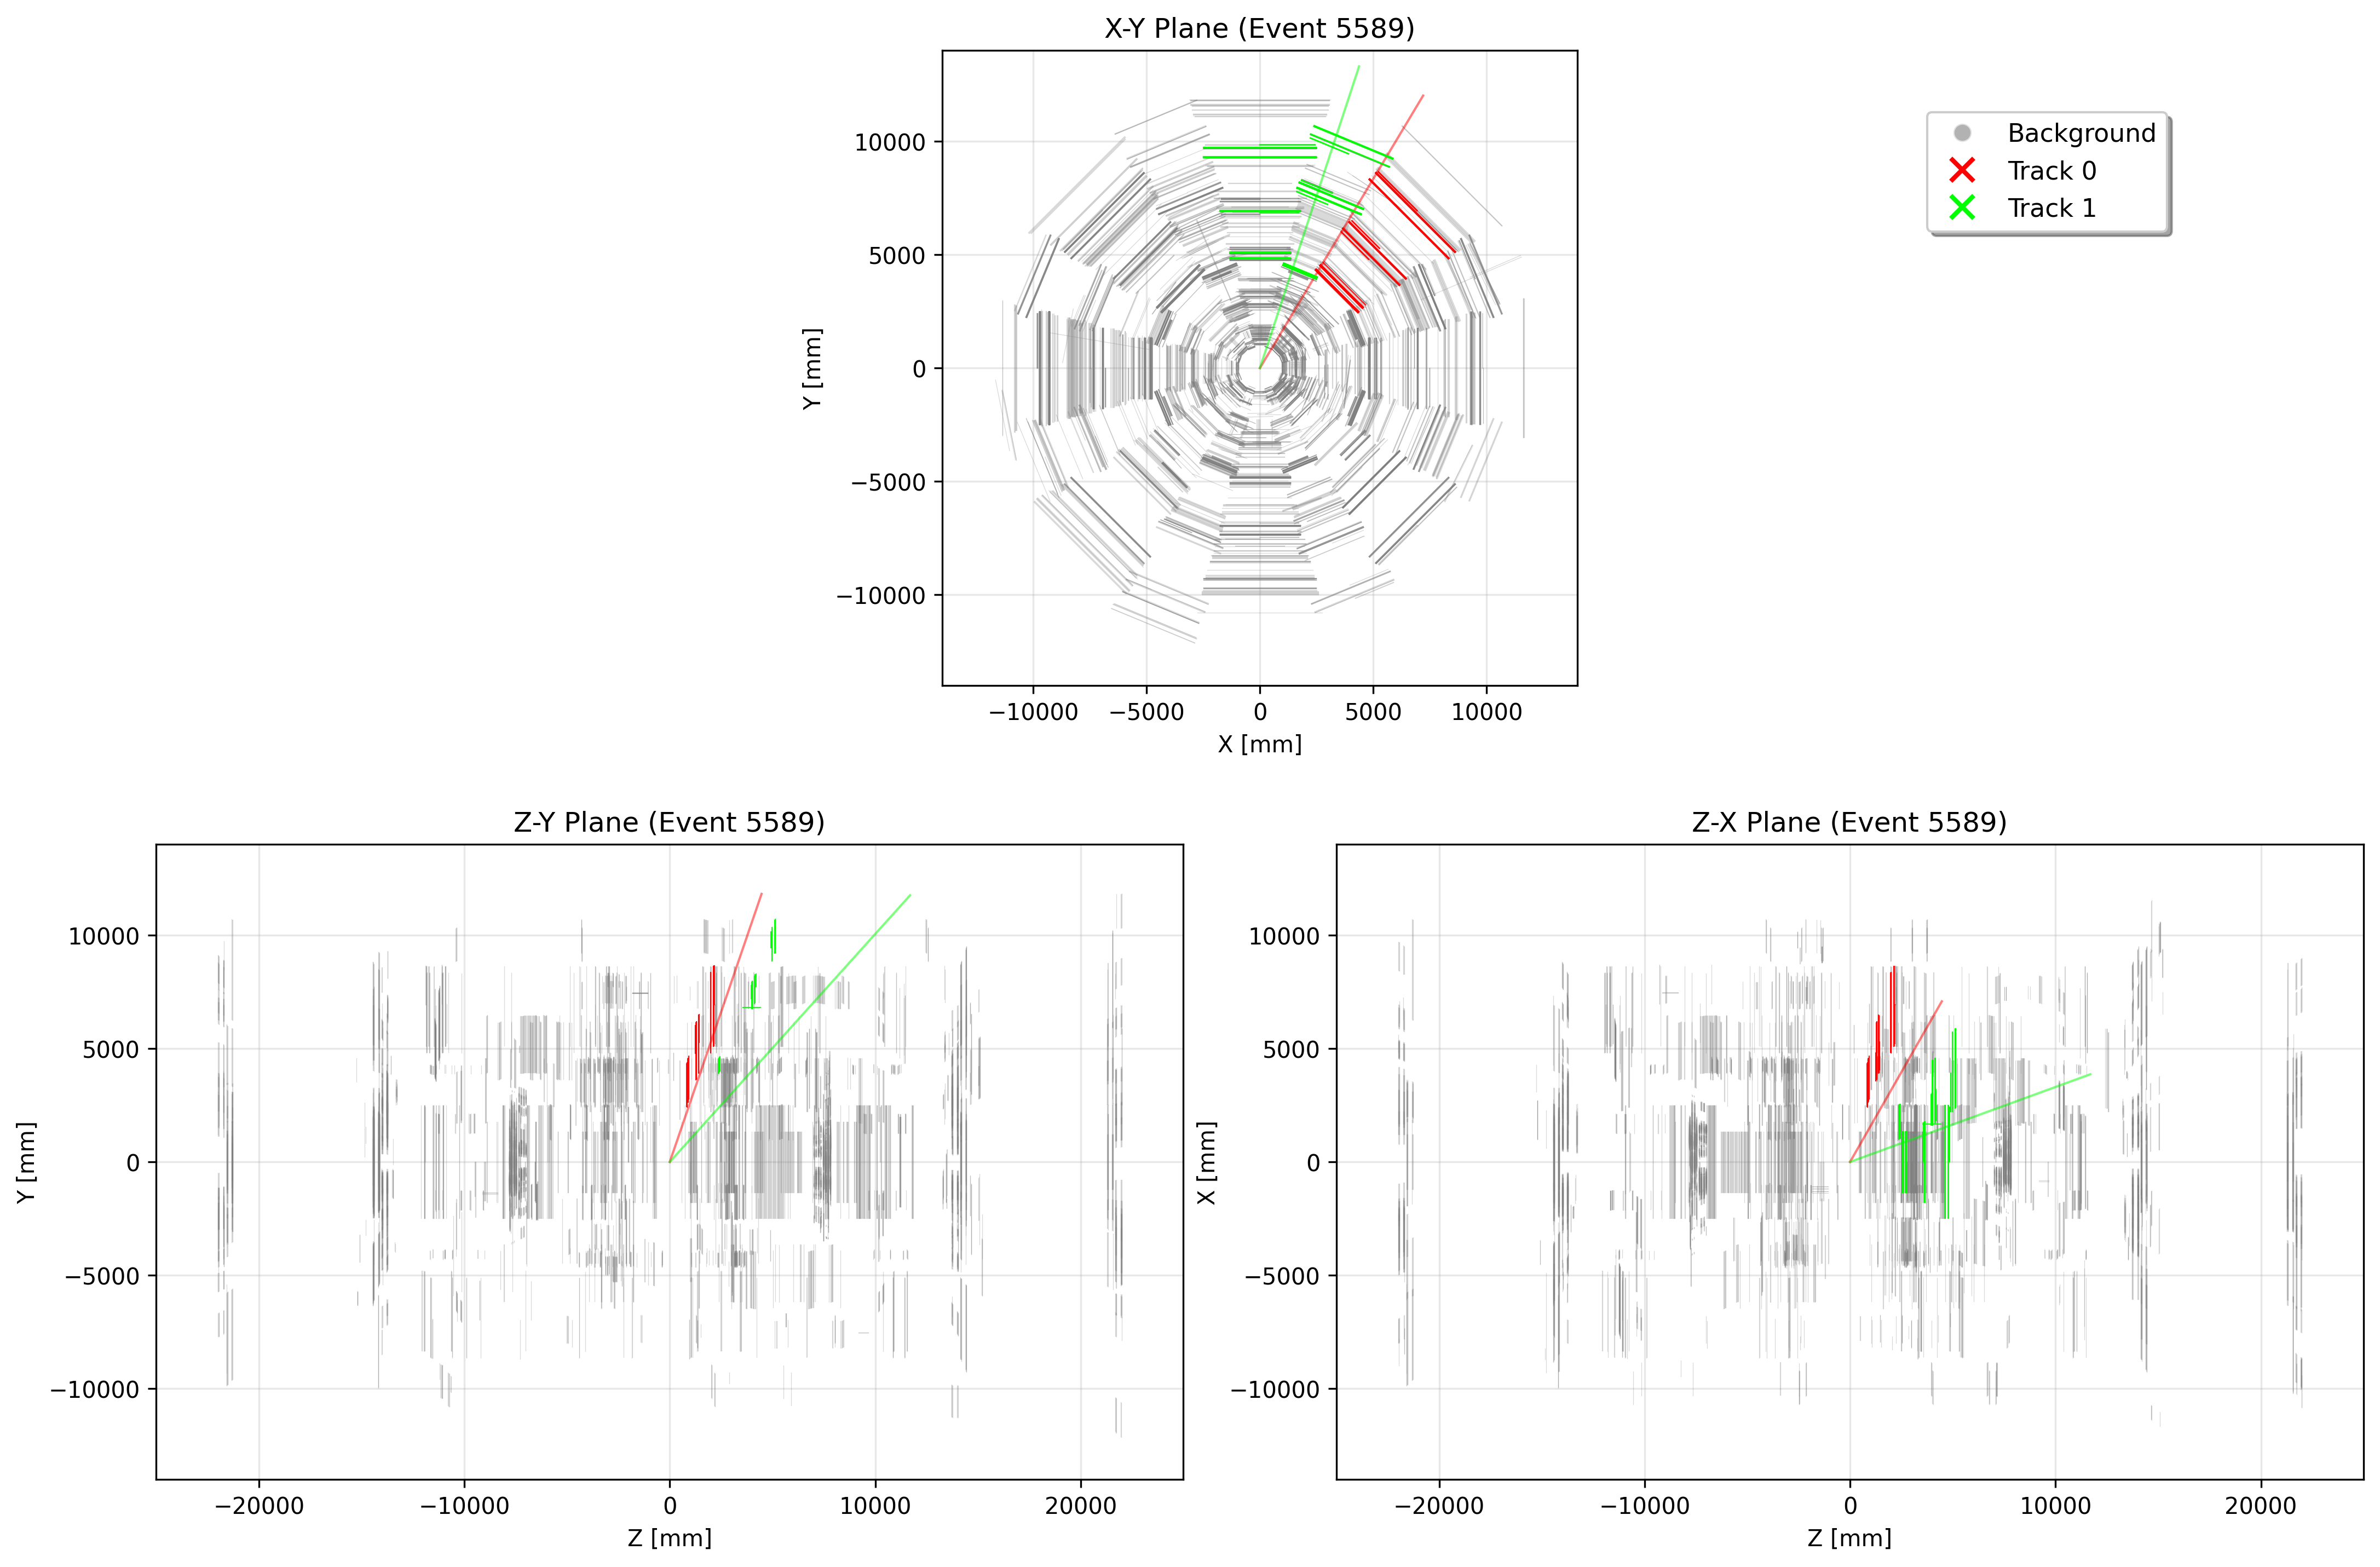 X-Y Plane (Event 5589)
Y [mm]
10000
5000
0
−5000
−10000
−10000 −5000 0 5000 10000
X [mm]
Background
Track 0
Track 1
Z-Y Plane (Event 5589)
Y [mm]
10000
5000
0
−5000
−10000
−20000 −10000 0 10000 20000
Z [mm]
Z-X Plane (Event 5589)
X [mm]
10000
5000
0
−5000
−10000
−20000 −10000 0 10000 20000
Z [mm]